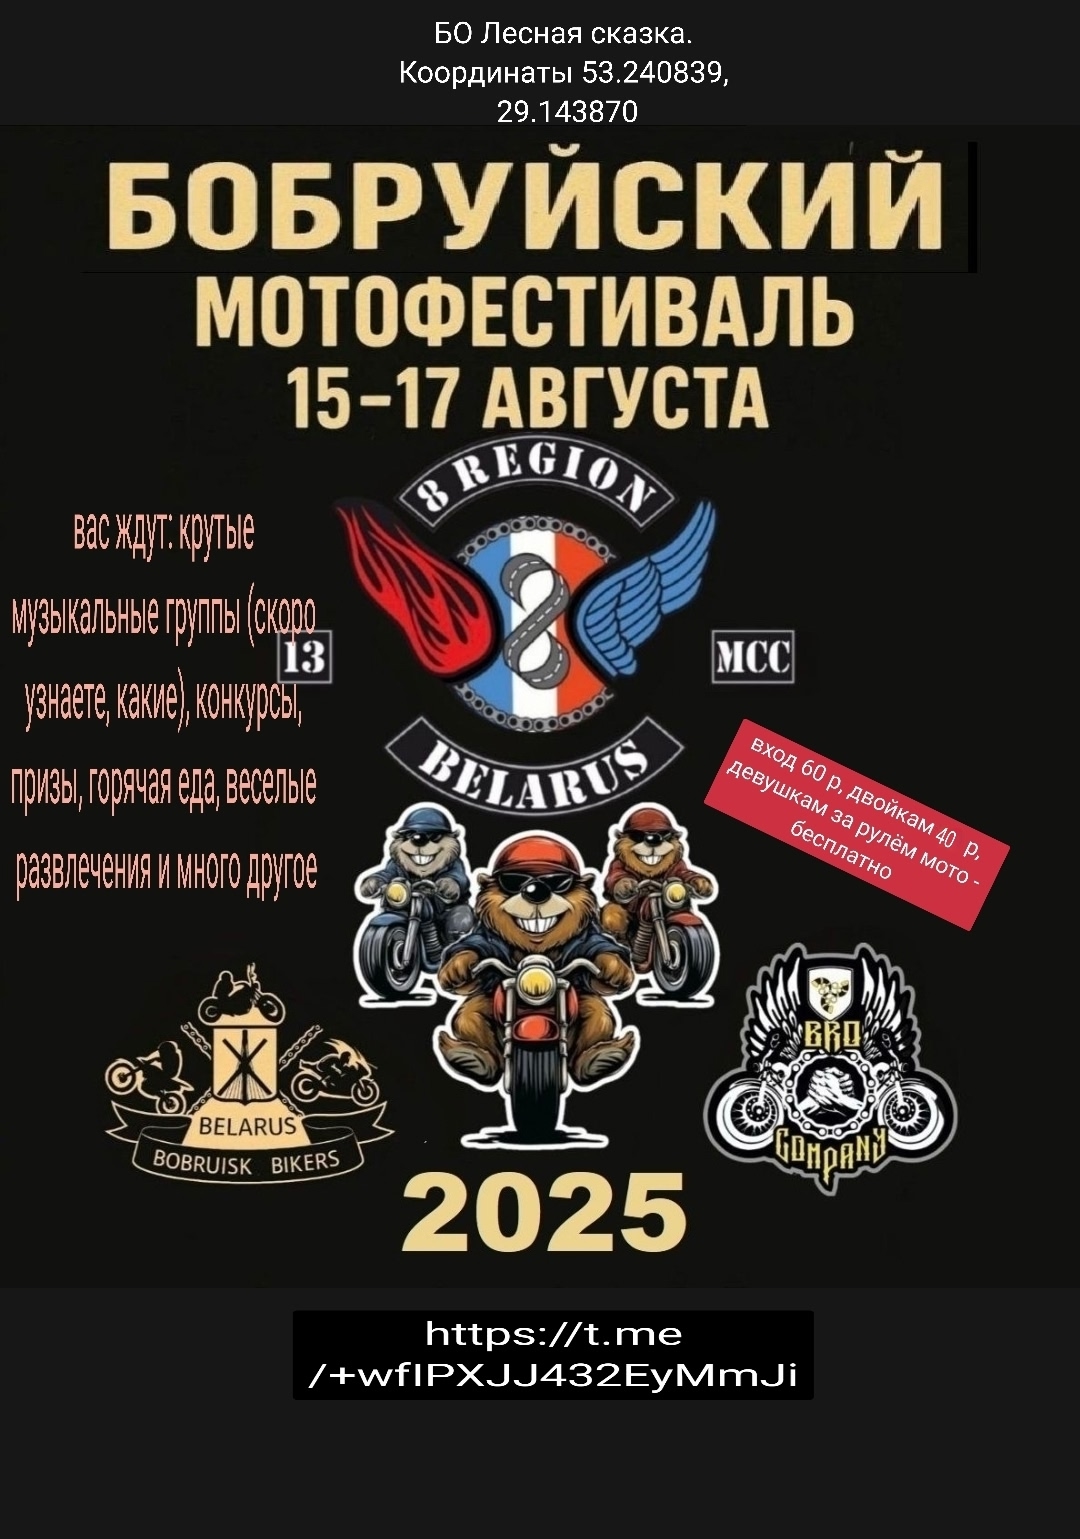 БО Лесная сказка.
Координаты 53.240839,
29.143870
БОБРУЙСКИЙ
МОТОФЕСТИВАЛЬ
15-17 АВГУСТА
8 REGION
8
13
MCC
BELARUS
вас ждут: крутые
музыкальные группы (скоро
узнаете, какие), конкурсы,
призы, горячая еда, веселые
развлечения и много другое
вход 60 р, двойкам 40 р,
девушкам за рулём мото -
бесплатно
BELARUS
BOBRUISK BIKERS
BRO
COMPANY
2025
https://t.me
/+wfIPXJJ432EyMmJi